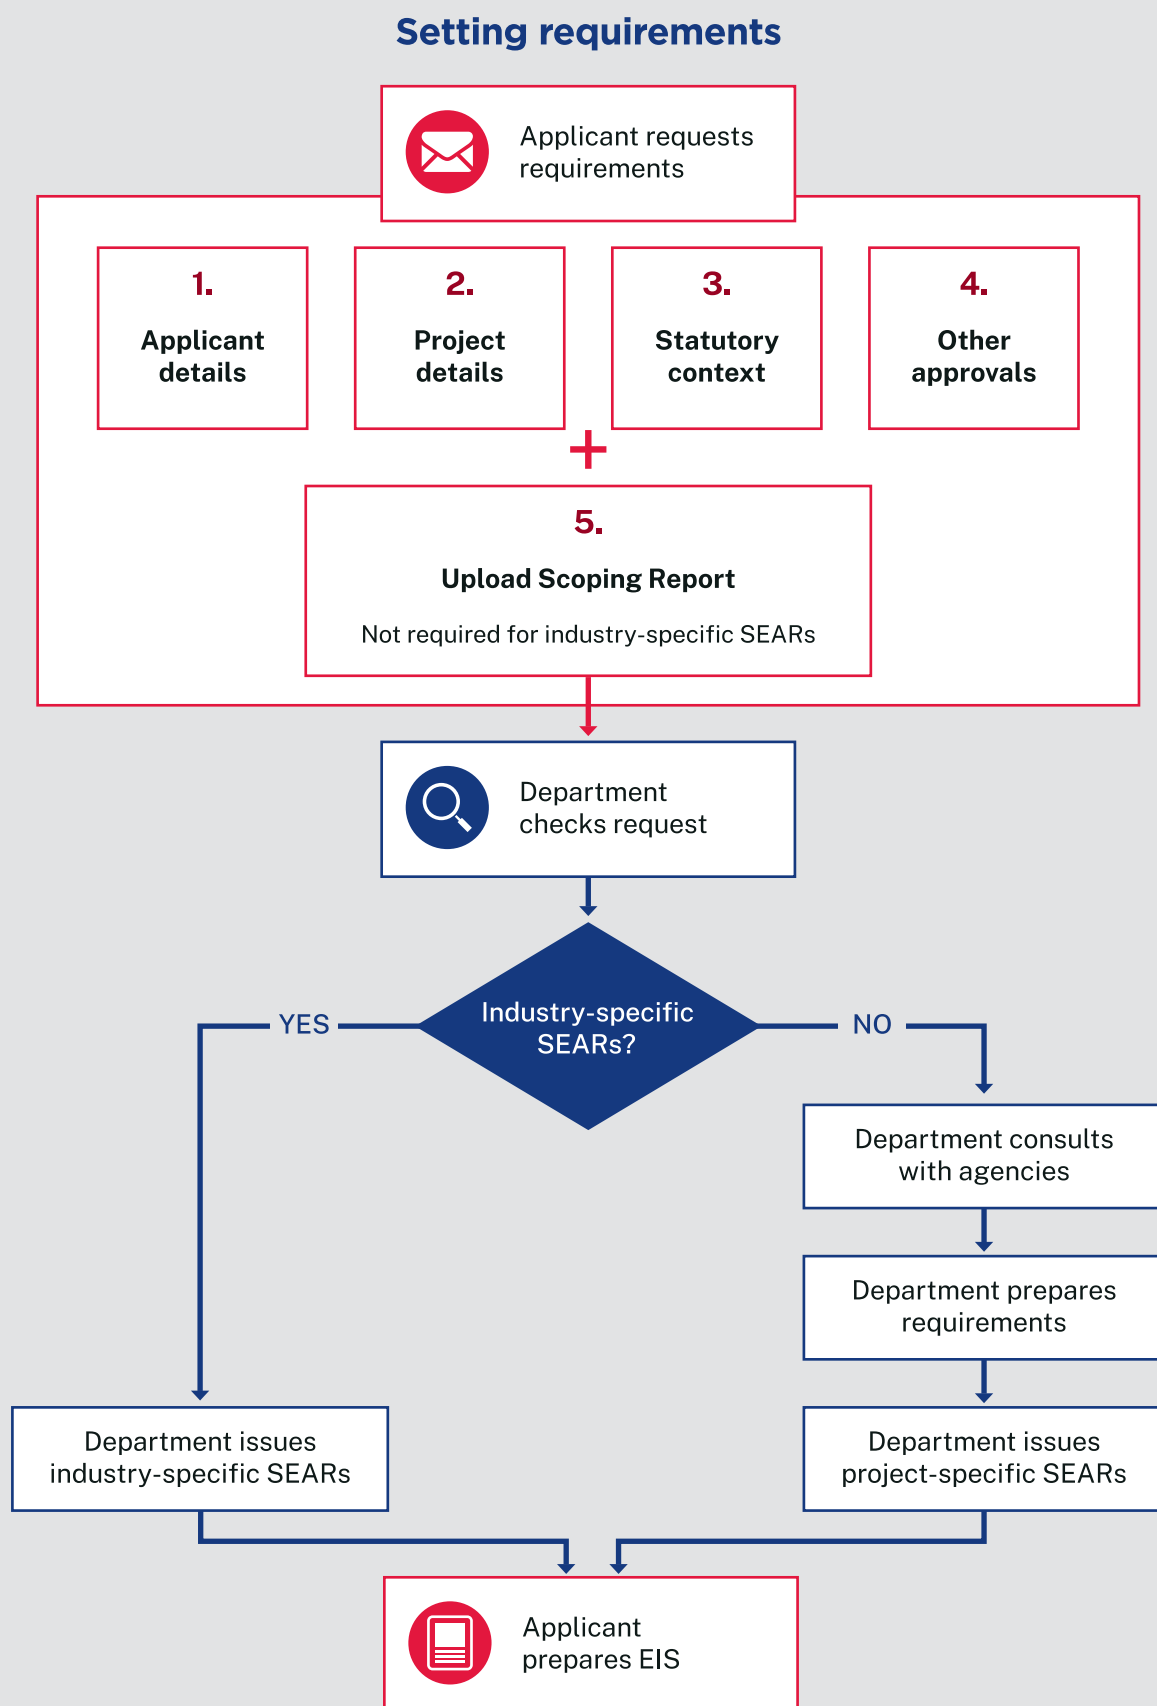 Setting requirements
Applicant requests
requirements
1.
Applicant
details
2.
Project
details
3.
Statutory
context
4.
Other
approvals
5.
Upload Scoping Report
Not required for industry-specific SEARs
Department
checks request
Industry-specific
SEARs?
YES
NO
Department consults
with agencies
Department prepares
requirements
Department issues
industry-specific SEARs
Department issues
project-specific SEARs
Applicant
prepares EIS